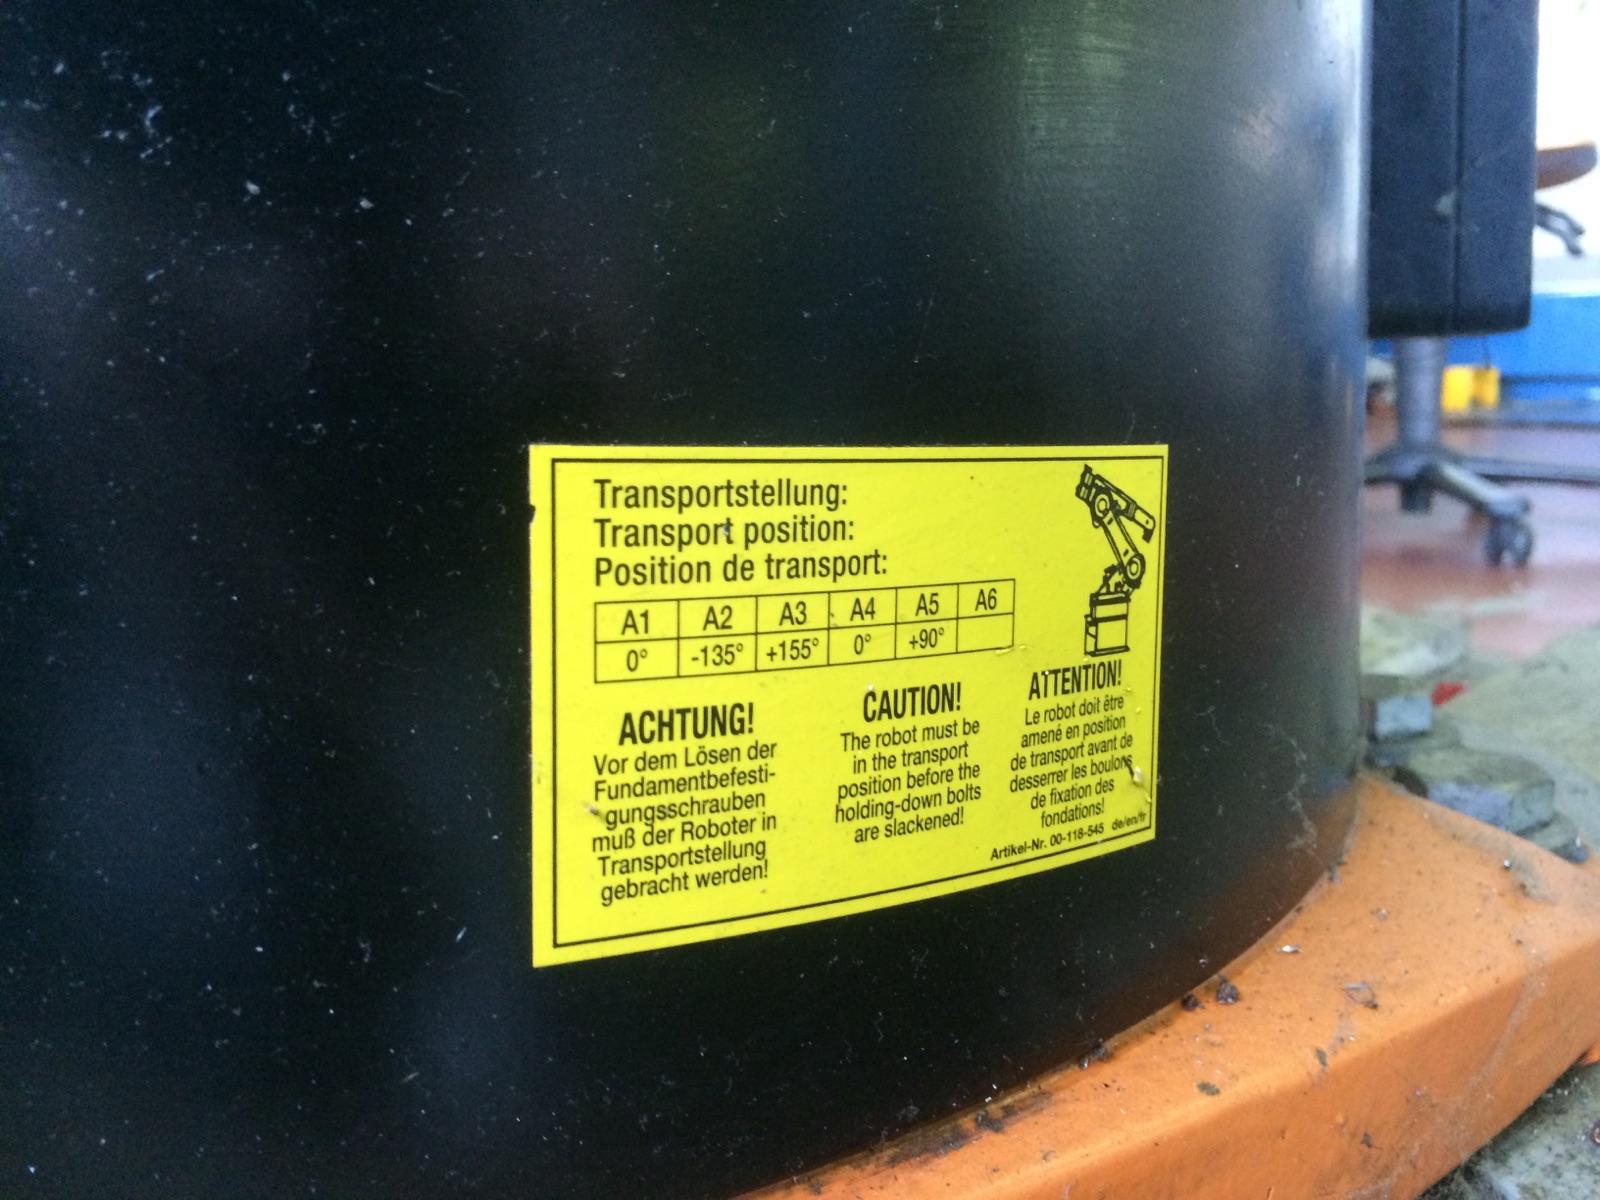 Transportstellung:
Transport position:
Position de transport:
A1 A2 A3 A4 A5 A6
0° -135° +155° 0° +90°
ACHTUNG!
Vor dem Lösen der
Fundamentbefesti-
gungsschrauben
muß der Roboter in
Transportstellung
gebracht werden!
CAUTION!
The robot must be
in the transport
position before the
holding-down bolts
are slackened!
ATTENTION!
Le robot doit être
amené en position
de transport avant de
desserrer les boulons
de fixation des
fondations!
Artikel-Nr. 00-118-545 de/en/fr